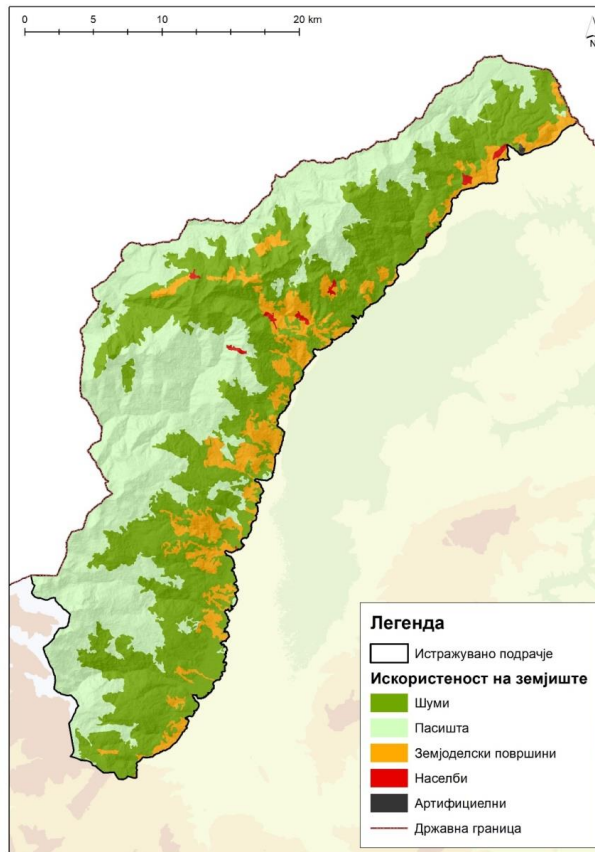 0 5 10 20 km
N
Легенда
Истражувано подрачје
Искористеност на земјиште
Шуми
Пасишта
Земјоделски површини
Населби
Артифициелни
Државна граница